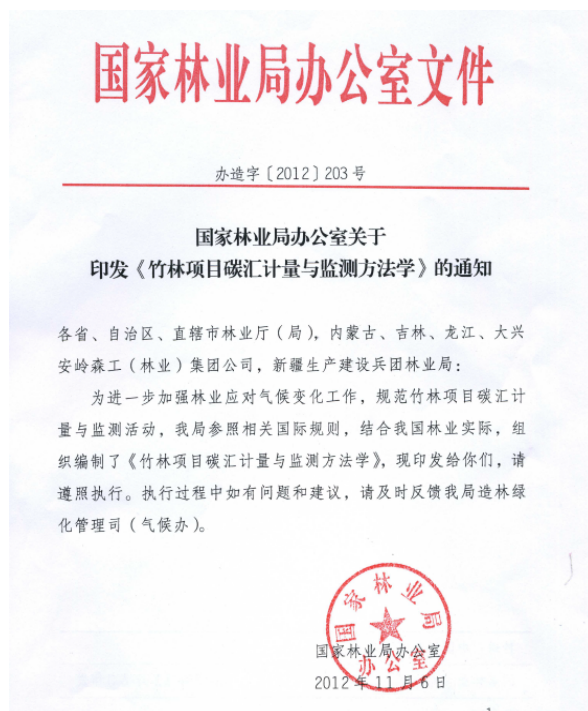 国家林业局办公室文件
办造字〔2012〕203号
国家林业局办公室关于
印发《竹林项目碳汇计量与监测方法学》的通知
各省、自治区、直辖市林业厅（局），内蒙古、吉林、龙江、大兴
安岭森工（林业）集团公司，新疆生产建设兵团林业局：
为进一步加强林业应对气候变化工作，规范竹林项目碳汇计
量与监测活动，我局参照相关国际规则，结合我国林业实际，组
织编制了《竹林项目碳汇计量与监测方法学》，现印发给你们，请
遵照执行。执行过程中如有问题和建议，请及时反馈我局造林绿
化管理司（气候办）。
国家林业局
办公室
国家林业局办公室
2012年11月6日